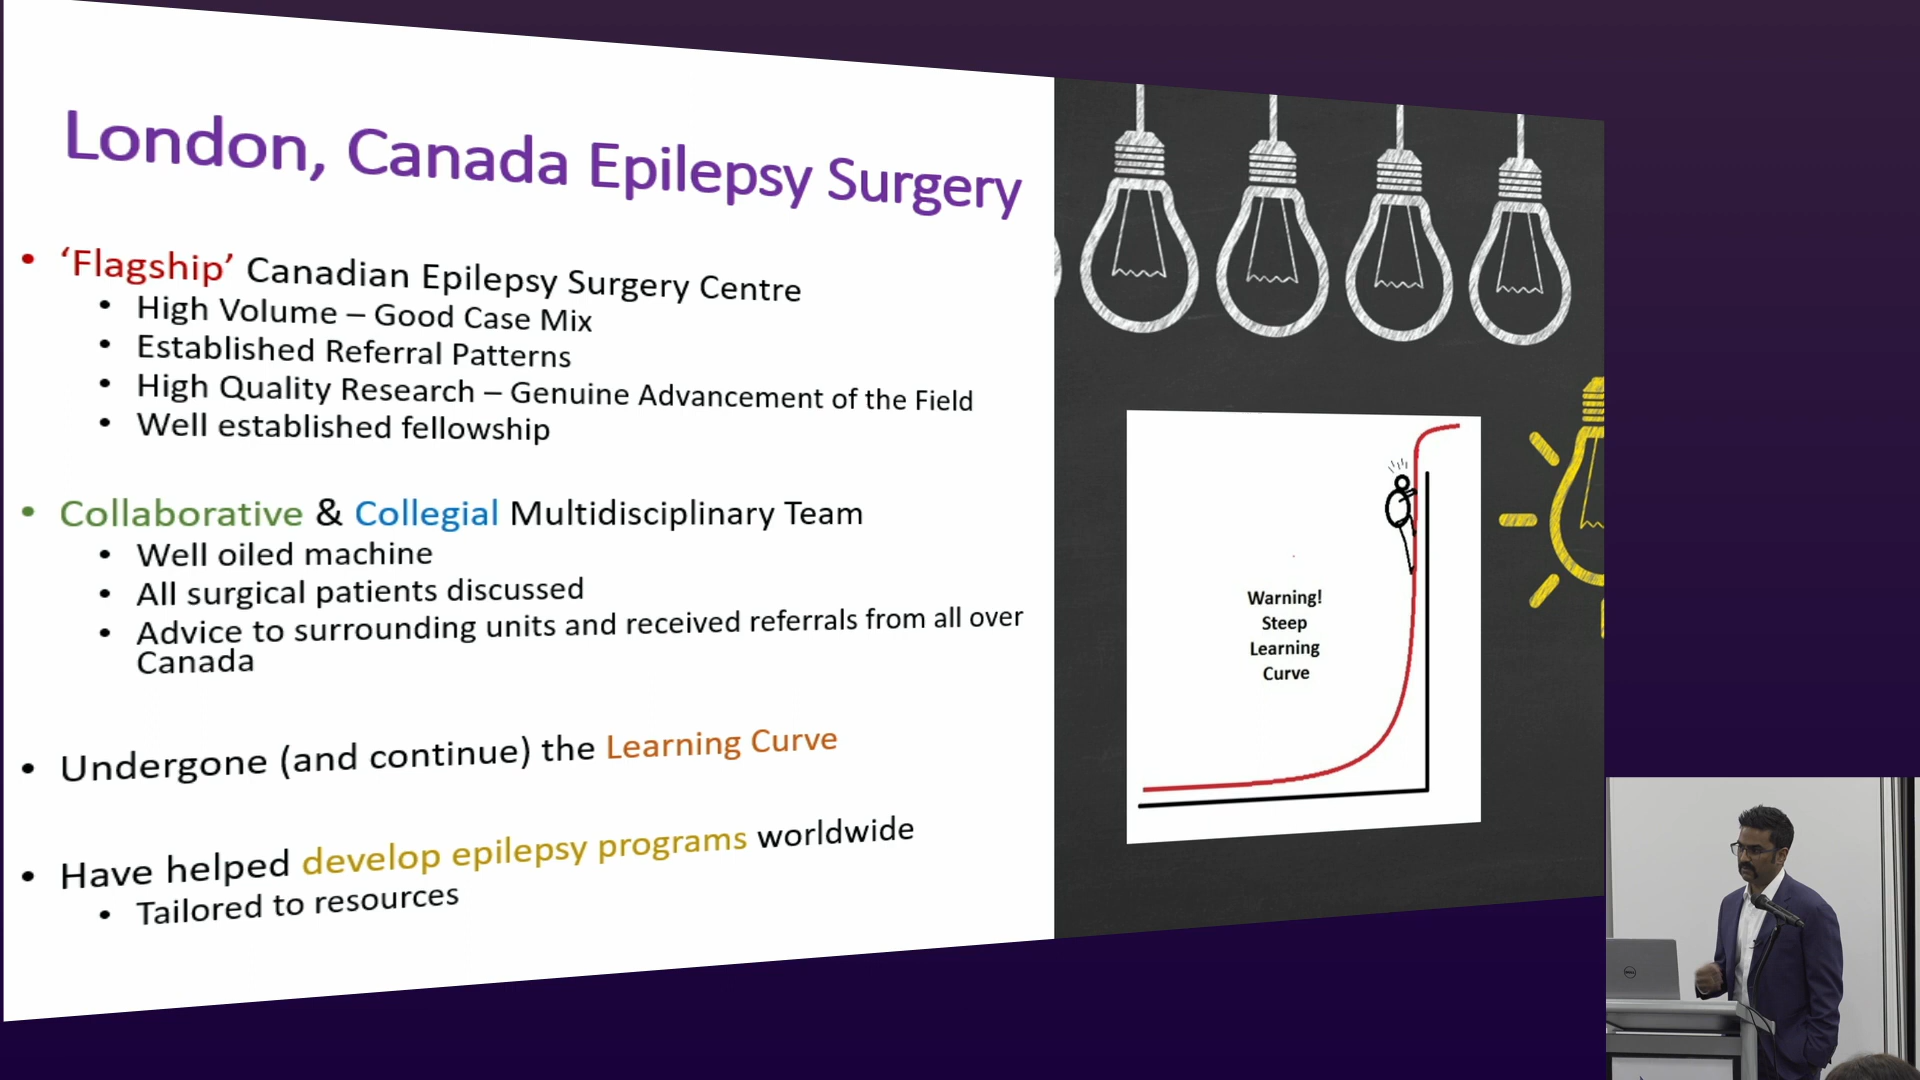 London, Canada Epilepsy Surgery
• ‘Flagship’ Canadian Epilepsy Surgery Centre
• High Volume – Good Case Mix
• Established Referral Patterns
• High Quality Research – Genuine Advancement of the Field
• Well established fellowship
• Collaborative & Collegial Multidisciplinary Team
• Well oiled machine
• All surgical patients discussed
• Advice to surrounding units and received referrals from all over
Canada
• Undergone (and continue) the Learning Curve
• Have helped develop epilepsy programs worldwide
• Tailored to resources
Warning!
Steep
Learning
Curve